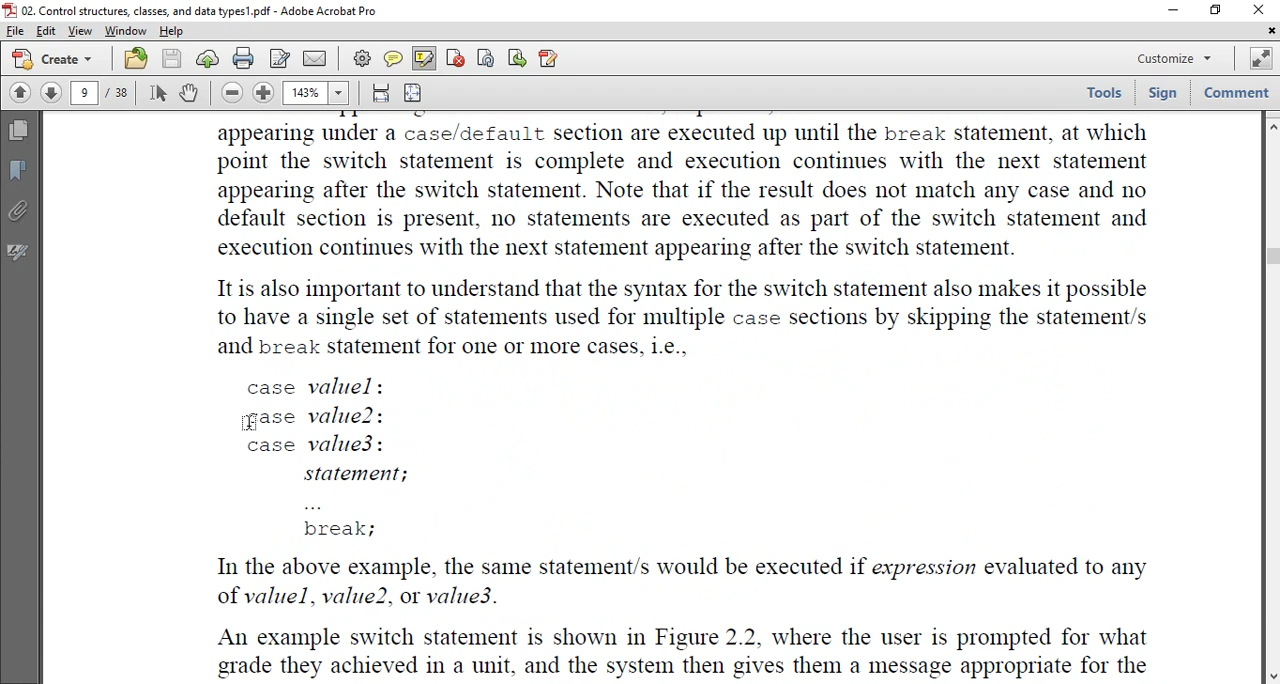 02. Control structures, classes, and data types1.pdf - Adobe Acrobat Pro
File Edit View Window Help
Create Customize
9 / 38 143% Tools Sign Comment
appearing under a case/default section are executed up until the break statement, at which
point the switch statement is complete and execution continues with the next statement
appearing after the switch statement. Note that if the result does not match any case and no
default section is present, no statements are executed as part of the switch statement and
execution continues with the next statement appearing after the switch statement.
It is also important to understand that the syntax for the switch statement also makes it possible
to have a single set of statements used for multiple case sections by skipping the statement/s
and break statement for one or more cases, i.e.,
case value1:
case value2:
case value3:
statement;
...
break;
In the above example, the same statement/s would be executed if expression evaluated to any
of value1, value2, or value3.
An example switch statement is shown in Figure 2.2, where the user is prompted for what
grade they achieved in a unit, and the system then gives them a message appropriate for the